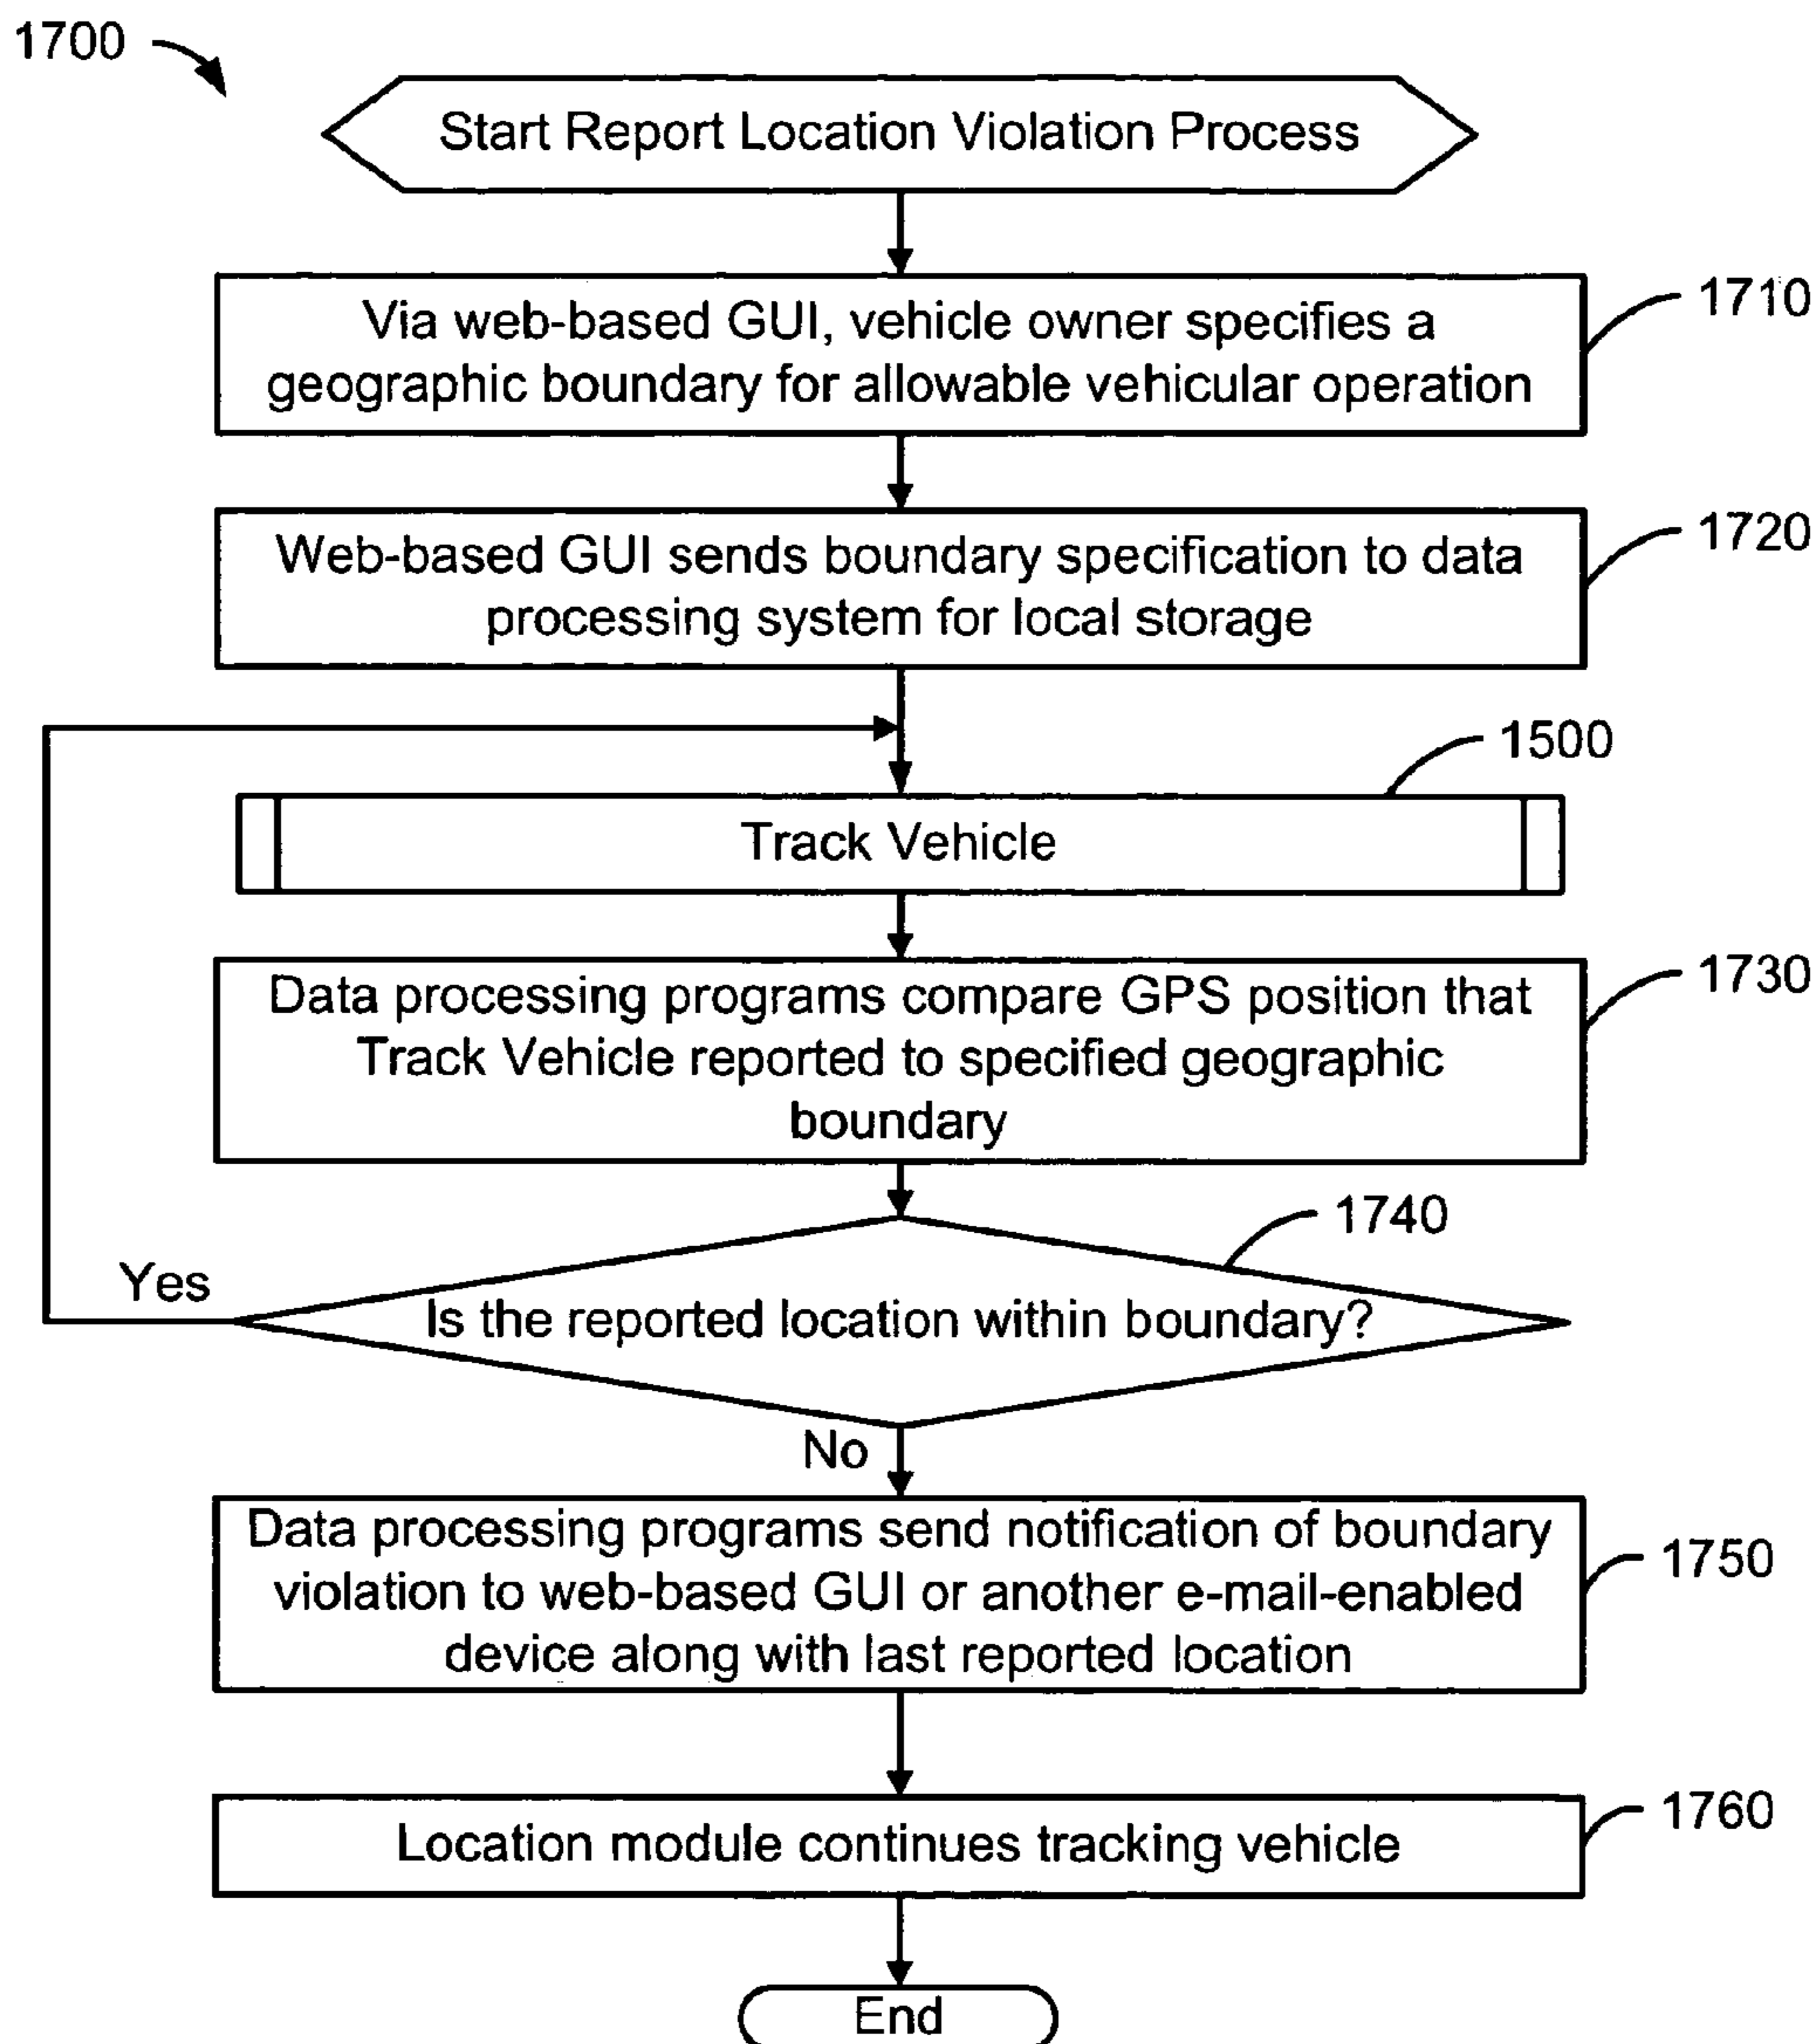 1700
Start Report Location Violation Process
Via web-based GUI, vehicle owner specifies a
geographic boundary for allowable vehicular operation
1710
Web-based GUI sends boundary specification to data
processing system for local storage
1720
1500
Track Vehicle
Data processing programs compare GPS position that
Track Vehicle reported to specified geographic
boundary
1730
1740
Yes
Is the reported location within boundary?
No
Data processing programs send notification of boundary
violation to web-based GUI or another e-mail-enabled
device along with last reported location
1750
Location module continues tracking vehicle
1760
End